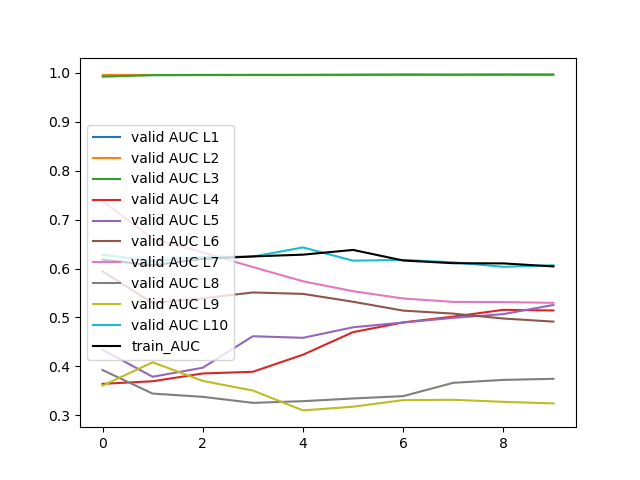 1.0
0.9
0.8
0.7
0.6
0.5
0.4
0.3
valid AUC L1
valid AUC L2
valid AUC L3
valid AUC L4
valid AUC L5
valid AUC L6
valid AUC L7
valid AUC L8
valid AUC L9
valid AUC L10
train_AUC
0 2 4 6 8